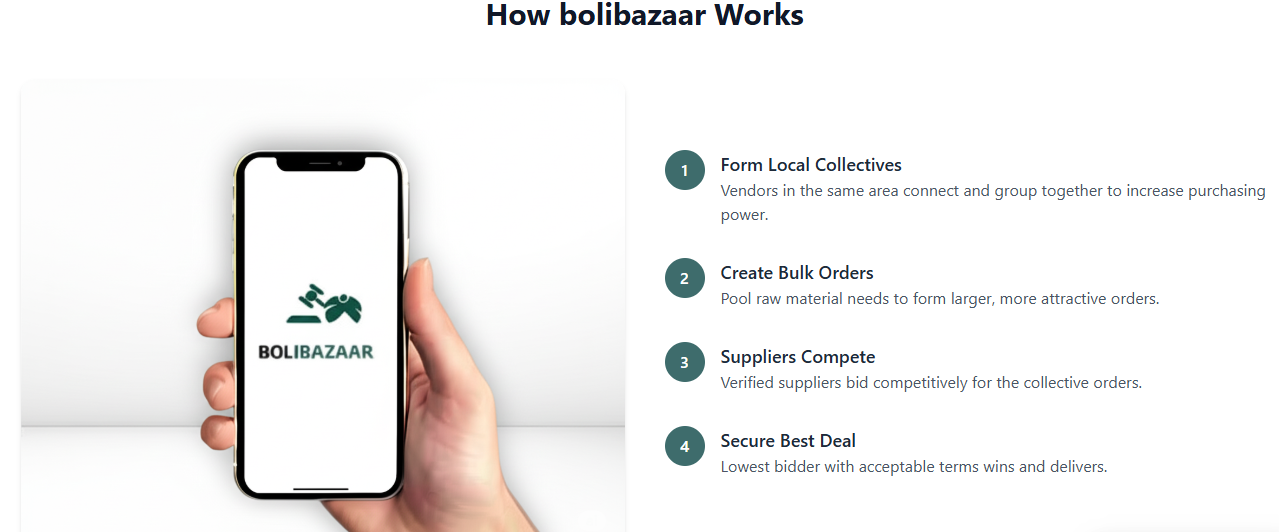 How bolibazaar Works
BOLIBAZAAR
1
Form Local Collectives
Vendors in the same area connect and group together to increase purchasing
power.
2
Create Bulk Orders
Pool raw material needs to form larger, more attractive orders.
3
Suppliers Compete
Verified suppliers bid competitively for the collective orders.
4
Secure Best Deal
Lowest bidder with acceptable terms wins and delivers.